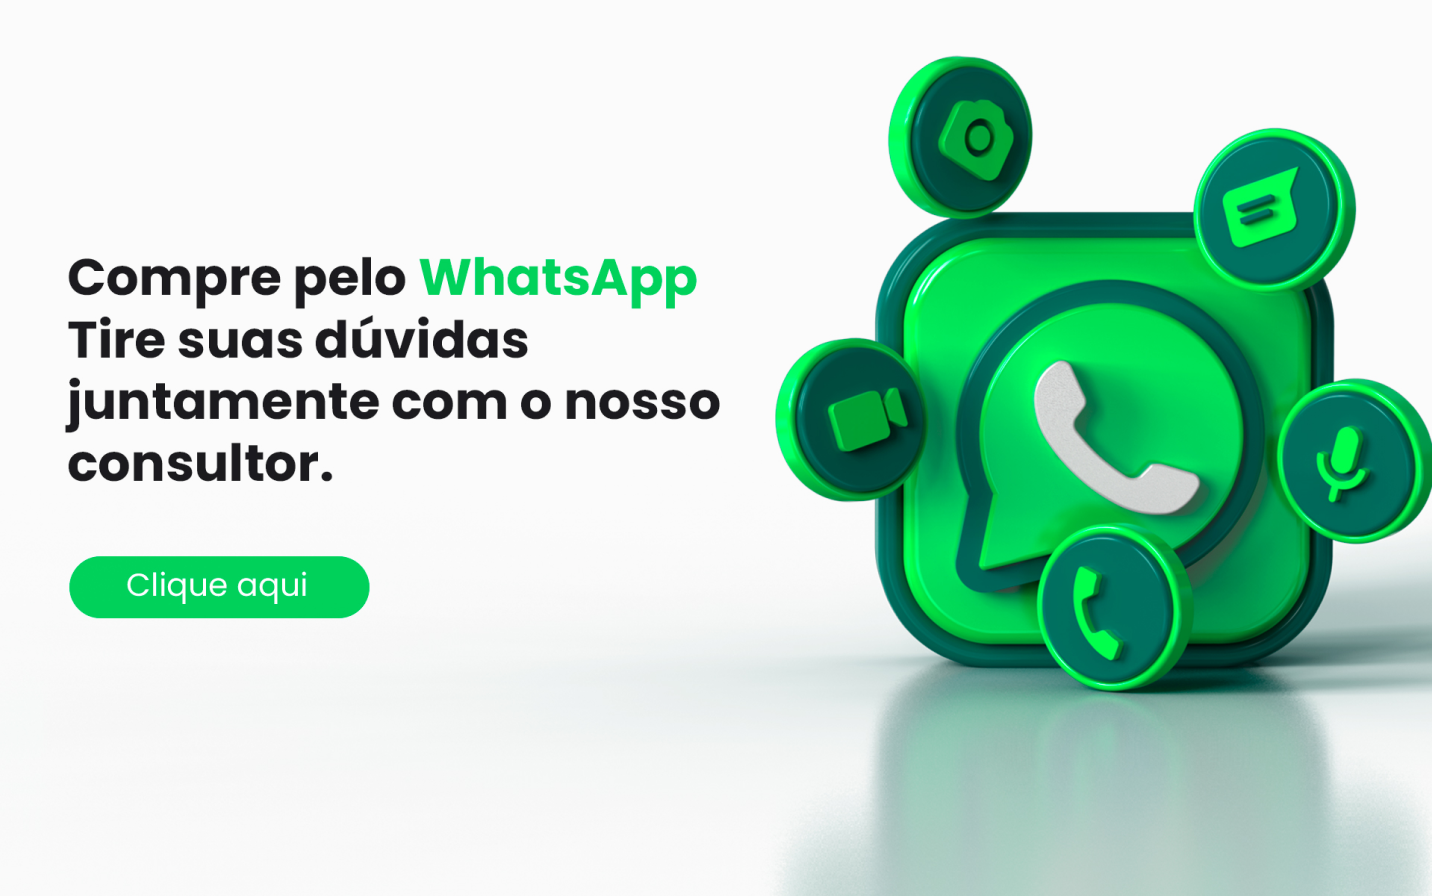 Compre pelo WhatsApp
Tire suas dúvidas
juntamente com o nosso
consultor.
Clique aqui